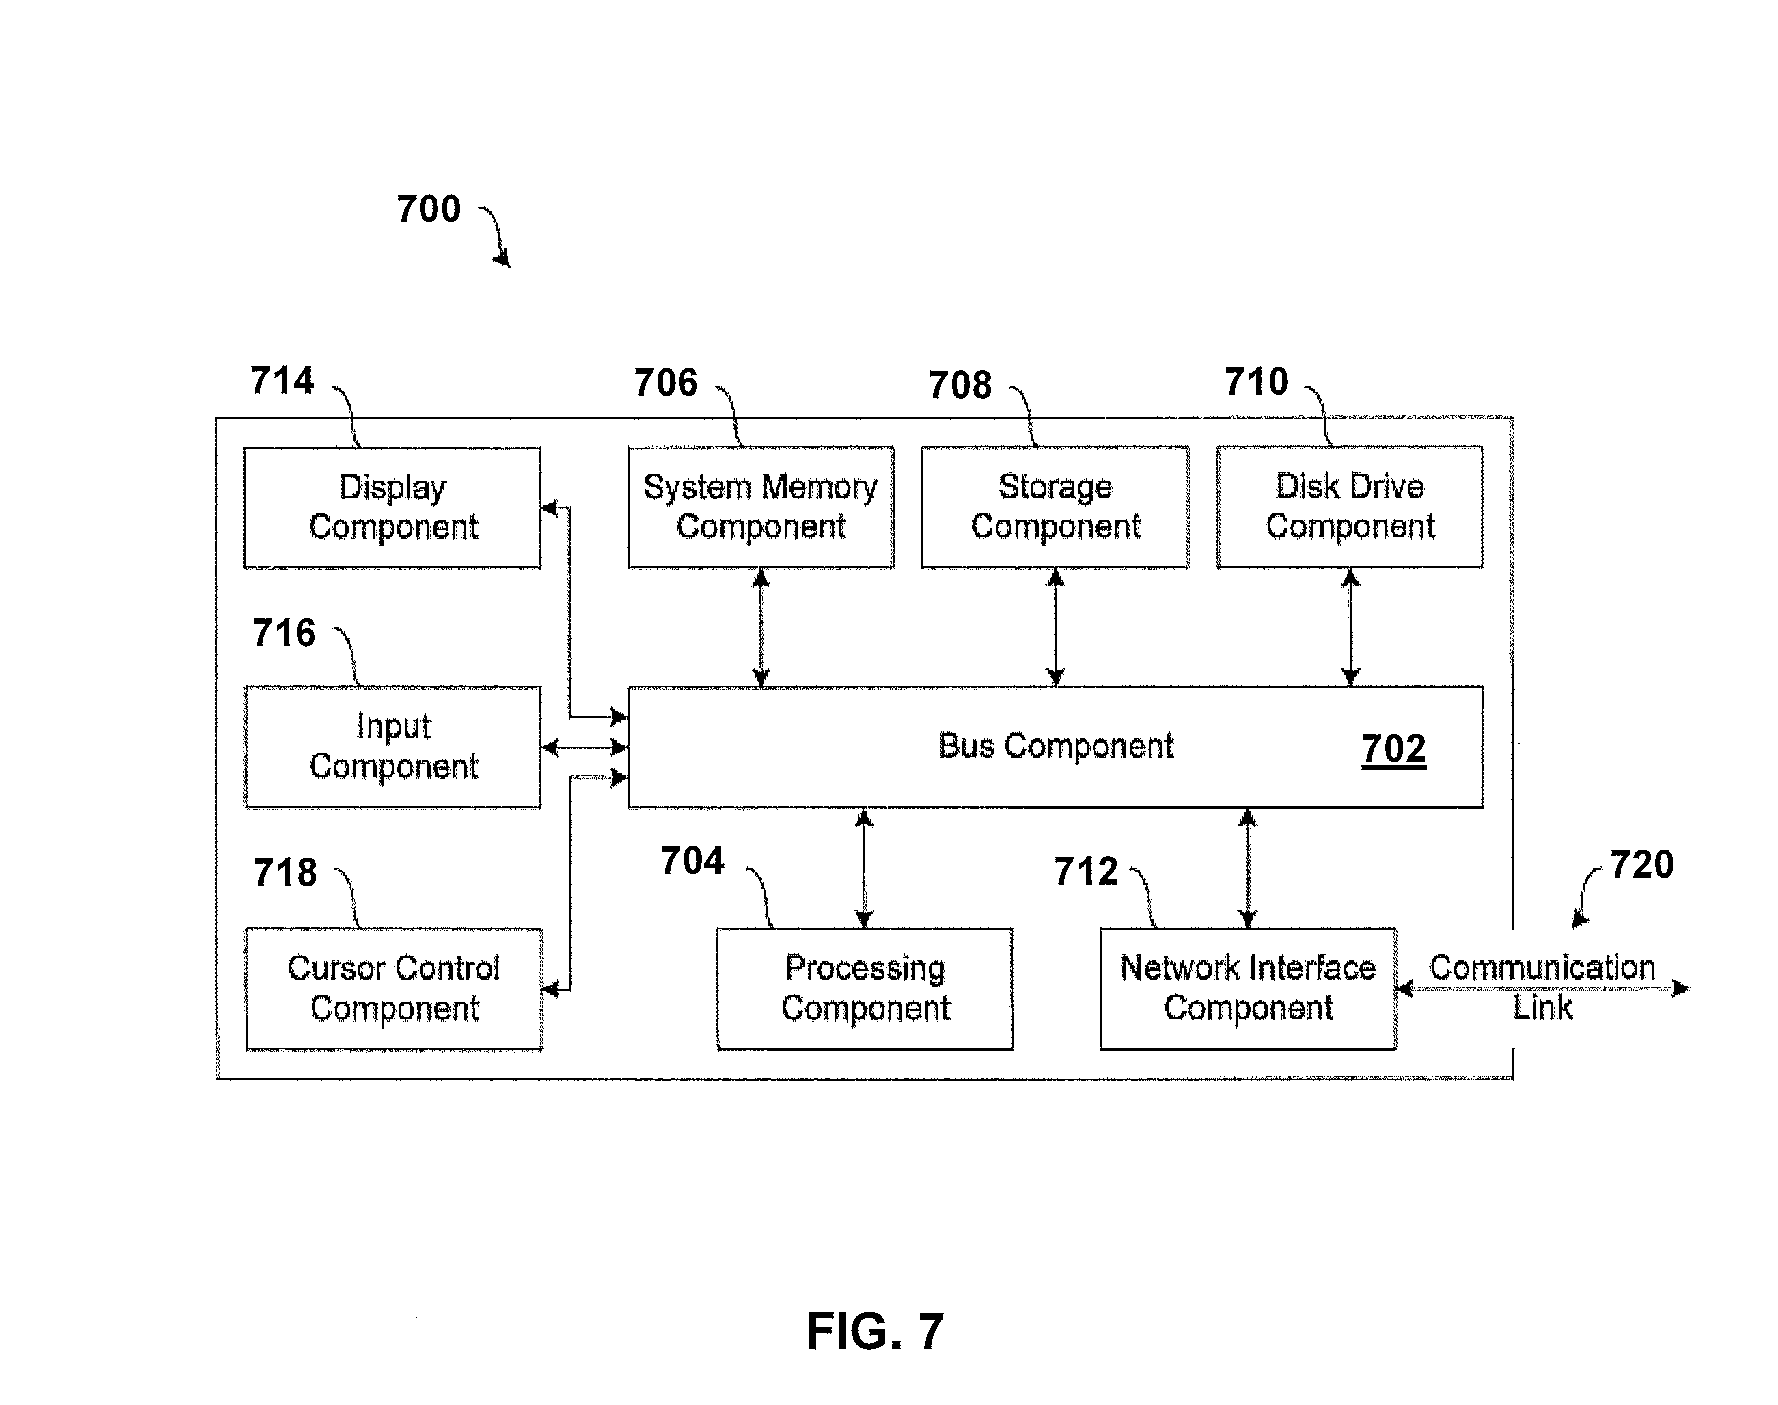 700
714
706
708
710
Display
Component
System Memory
Component
Storage
Component
Disk Drive
Component
716
Input
Component
Bus Component
702
718
704
712
720
Cursor Control
Component
Processing
Component
Network Interface
Component
Communication
Link
FIG. 7